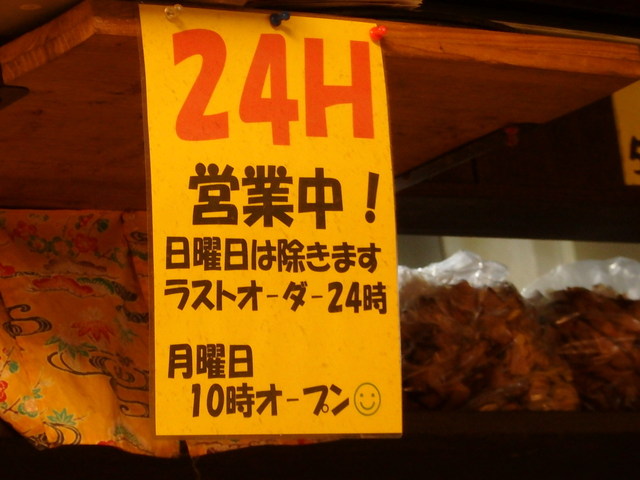 24H
営業中！
日曜日は除きます
ラストオーダー24時
月曜日
10時オープン☺